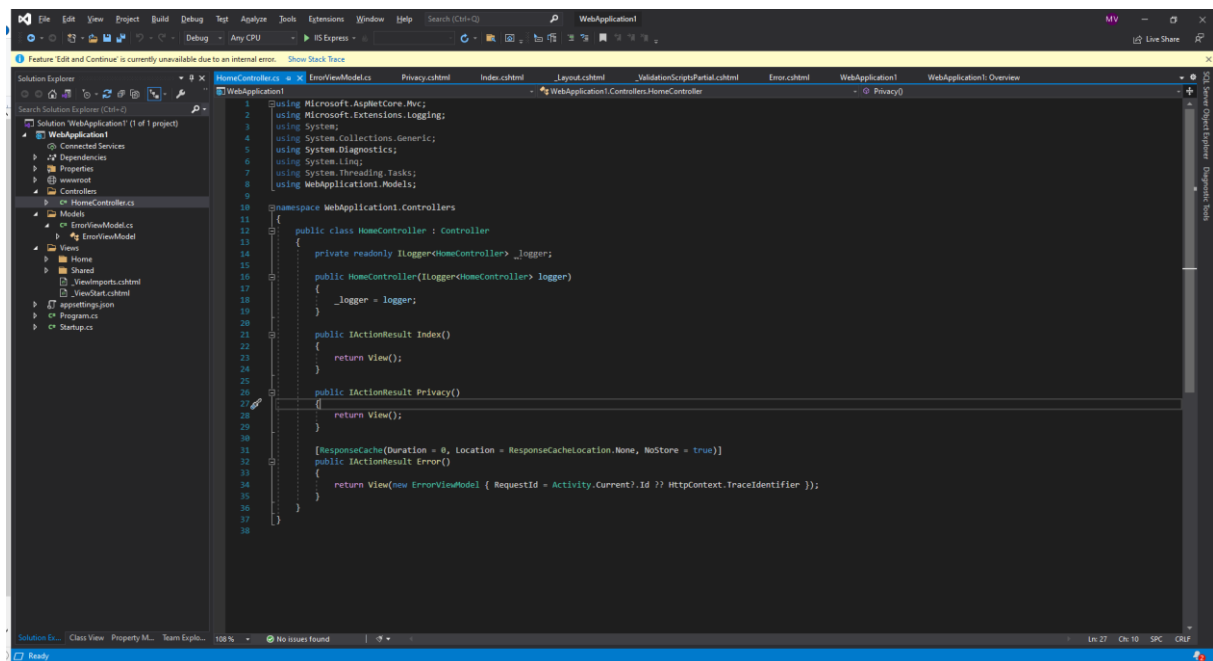 File Edit View Project Build Debug Test Analyze Tools Extensions Window Help Search (Ctrl+Q) WebApplication1 MV
Debug Any CPU IIS Express Live Share
Feature 'Edit and Continue' is currently unavailable due to an internal error. Show Stack Trace
Solution Explorer
Search Solution Explorer (Ctrl+č)
Solution 'WebApplication1' (1 of 1 project)
WebApplication1
Connected Services
Dependencies
Properties
wwwroot
Controllers
HomeController.cs
Models
ErrorViewModel.cs
ErrorViewModel
Views
Home
Shared
_ViewImports.cshtml
_ViewStart.cshtml
appsettings.json
Program.cs
Startup.cs
Solution Ex... Class View Property M... Team Explo...
HomeController.cs ErrorViewModel.cs Privacy.cshtml Index.cshtml _Layout.cshtml _ValidationScriptsPartial.cshtml Error.cshtml WebApplication1 WebApplication1: Overview
WebApplication1 WebApplication1.Controllers.HomeController Privacy()
1 using Microsoft.AspNetCore.Mvc;
2 using Microsoft.Extensions.Logging;
3 using System;
4 using System.Collections.Generic;
5 using System.Diagnostics;
6 using System.Linq;
7 using System.Threading.Tasks;
8 using WebApplication1.Models;
9
10 namespace WebApplication1.Controllers
11 {
12 public class HomeController : Controller
13 {
14 private readonly ILogger<HomeController> _logger;
15
16 public HomeController(ILogger<HomeController> logger)
17 {
18 _logger = logger;
19 }
20
21 public IActionResult Index()
22 {
23 return View();
24 }
25
26 public IActionResult Privacy()
27 {
28 return View();
29 }
30
31 [ResponseCache(Duration = 0, Location = ResponseCacheLocation.None, NoStore = true)]
32 public IActionResult Error()
33 {
34 return View(new ErrorViewModel { RequestId = Activity.Current?.Id ?? HttpContext.TraceIdentifier });
35 }
36 }
37 }
38
108 % No issues found Ln: 27 Ch: 10 SPC CRLF
SQL Server Object Explorer
Diagnostic Tools
Ready 2